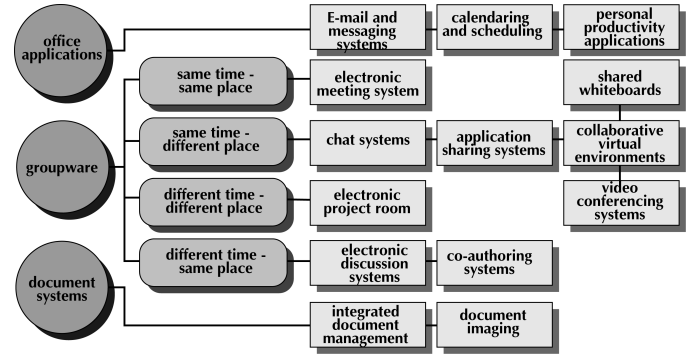 office
applications
E-mail and
messaging
systems
calendaring
and scheduling
personal
productivity
applications
same time -
same place
electronic
meeting system
shared
whiteboards
groupware
same time -
different place
chat systems
application
sharing systems
collaborative
virtual
environments
different time -
different place
electronic
project room
video
conferencing
systems
different time -
same place
electronic
discussion
systems
co-authoring
systems
document
systems
integrated
document
management
document
imaging